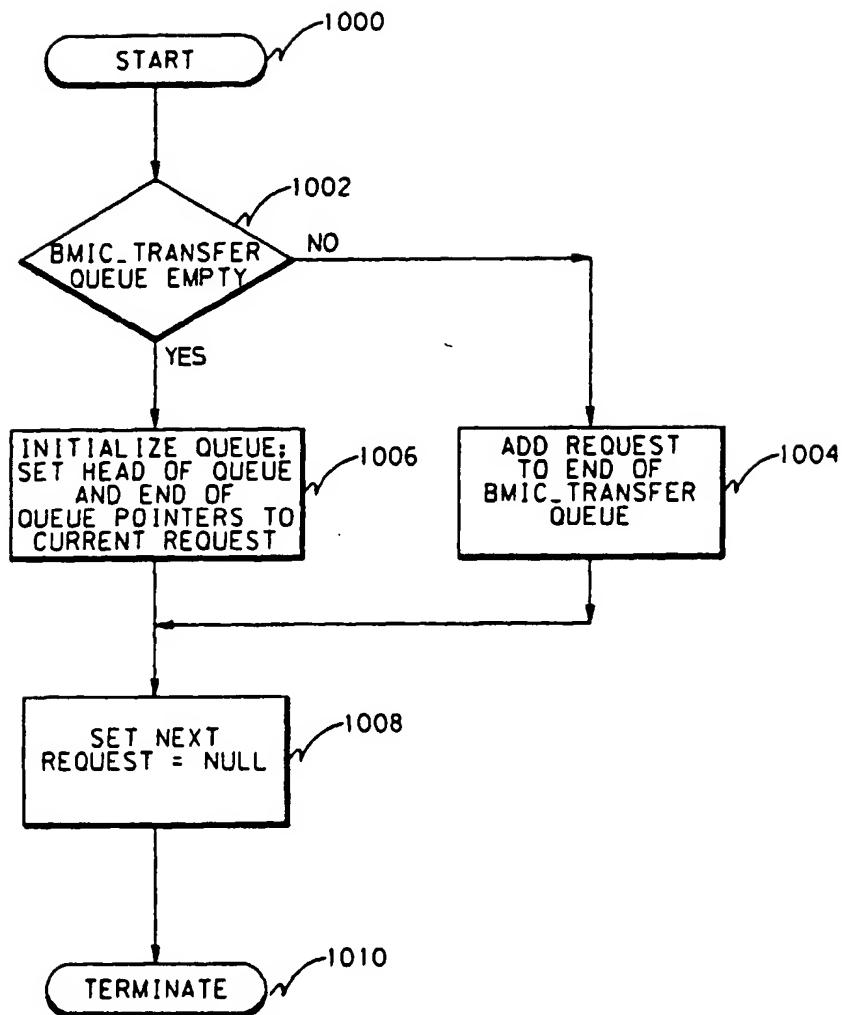 1000
START
1002
BMIC_TRANSFER
QUEUE EMPTY
NO
YES
INITIALIZE QUEUE;
SET HEAD OF QUEUE
AND END OF
QUEUE POINTERS TO
CURRENT REQUEST
1006
ADD REQUEST
TO END OF
BMIC_TRANSFER
QUEUE
1004
SET NEXT
REQUEST = NULL
1008
TERMINATE
1010